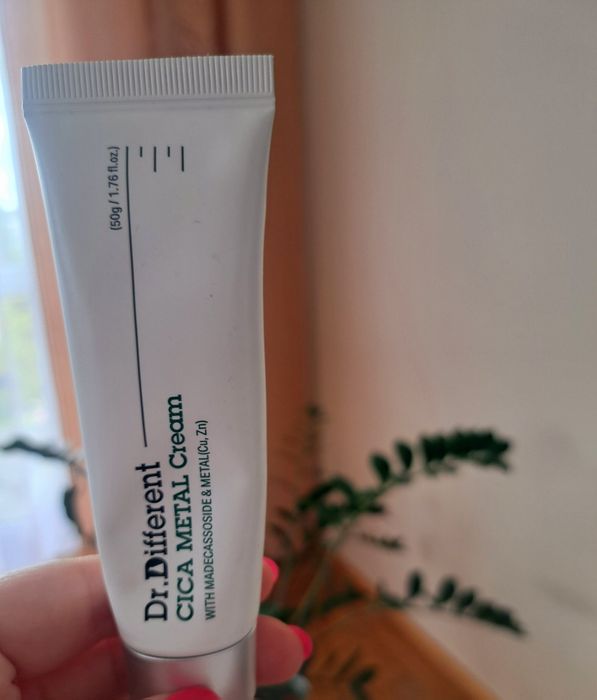 Dr.Different
CICA METAL Cream
WITH MADECASSOSIDE & METAL(Cu, Zn)
(50g / 1.76 fl.oz.)